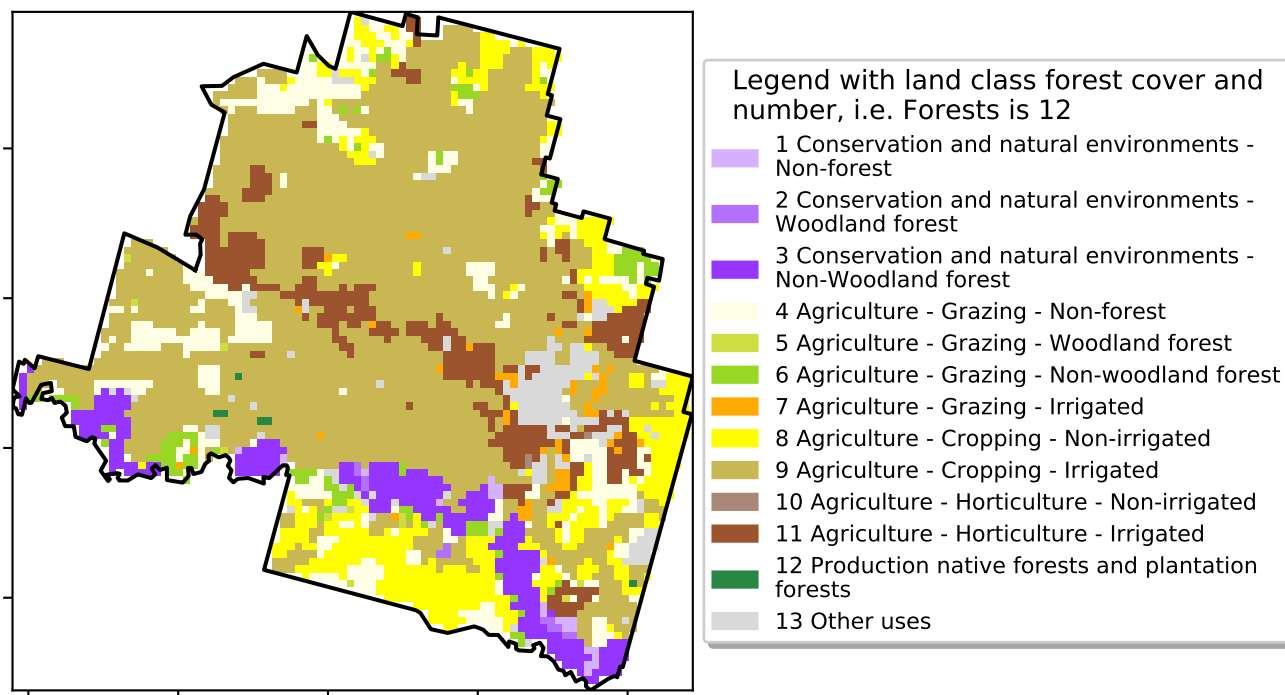 Legend with land class forest cover and
number, i.e. Forests is 12
1 Conservation and natural environments -
Non-forest
2 Conservation and natural environments -
Woodland forest
3 Conservation and natural environments -
Non-Woodland forest
4 Agriculture - Grazing - Non-forest
5 Agriculture - Grazing - Woodland forest
6 Agriculture - Grazing - Non-woodland forest
7 Agriculture - Grazing - Irrigated
8 Agriculture - Cropping - Non-irrigated
9 Agriculture - Cropping - Irrigated
10 Agriculture - Horticulture - Non-irrigated
11 Agriculture - Horticulture - Irrigated
12 Production native forests and plantation
forests
13 Other uses